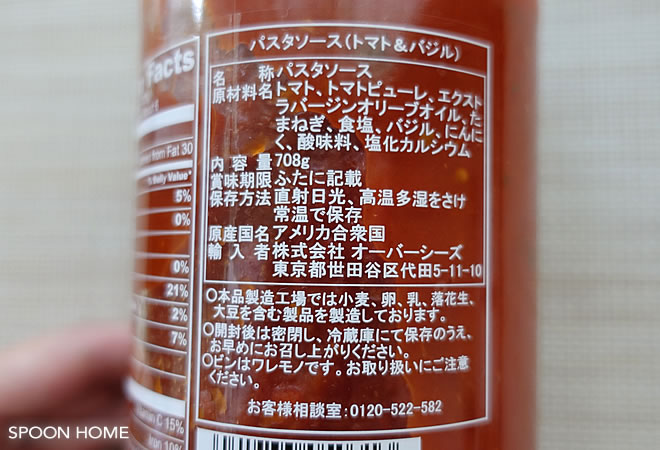 Facts
from Fat 30
% Daily Value*
5%
0%
0%
21%
2%
7%
Vitamin C 15%
Iron 10%
パスタソース(トマト&バジル)
名 称 パスタソース
原材料名 トマト、トマトピューレ、エクスト
ラバージンオリーブオイル、た
まねぎ、食塩、バジル、にんに
く、酸味料、塩化カルシウム
内 容 量 708g
賞味期限 ふたに記載
保存方法 直射日光、高温多湿をさけ
常温で保存
原産国名 アメリカ合衆国
輸 入 者 株式会社 オーバーシーズ
東京都世田谷区代田5-11-10
○本品製造工場では小麦、卵、乳、落花生、
大豆を含む製品を製造しております。
○開封後は密閉し、冷蔵庫にて保存のうえ、
お早めにお召し上がりください。
○ビンはワレモノです。お取り扱いにご注意
ください。
お客様相談室:0120-522-582
SPOON HOME